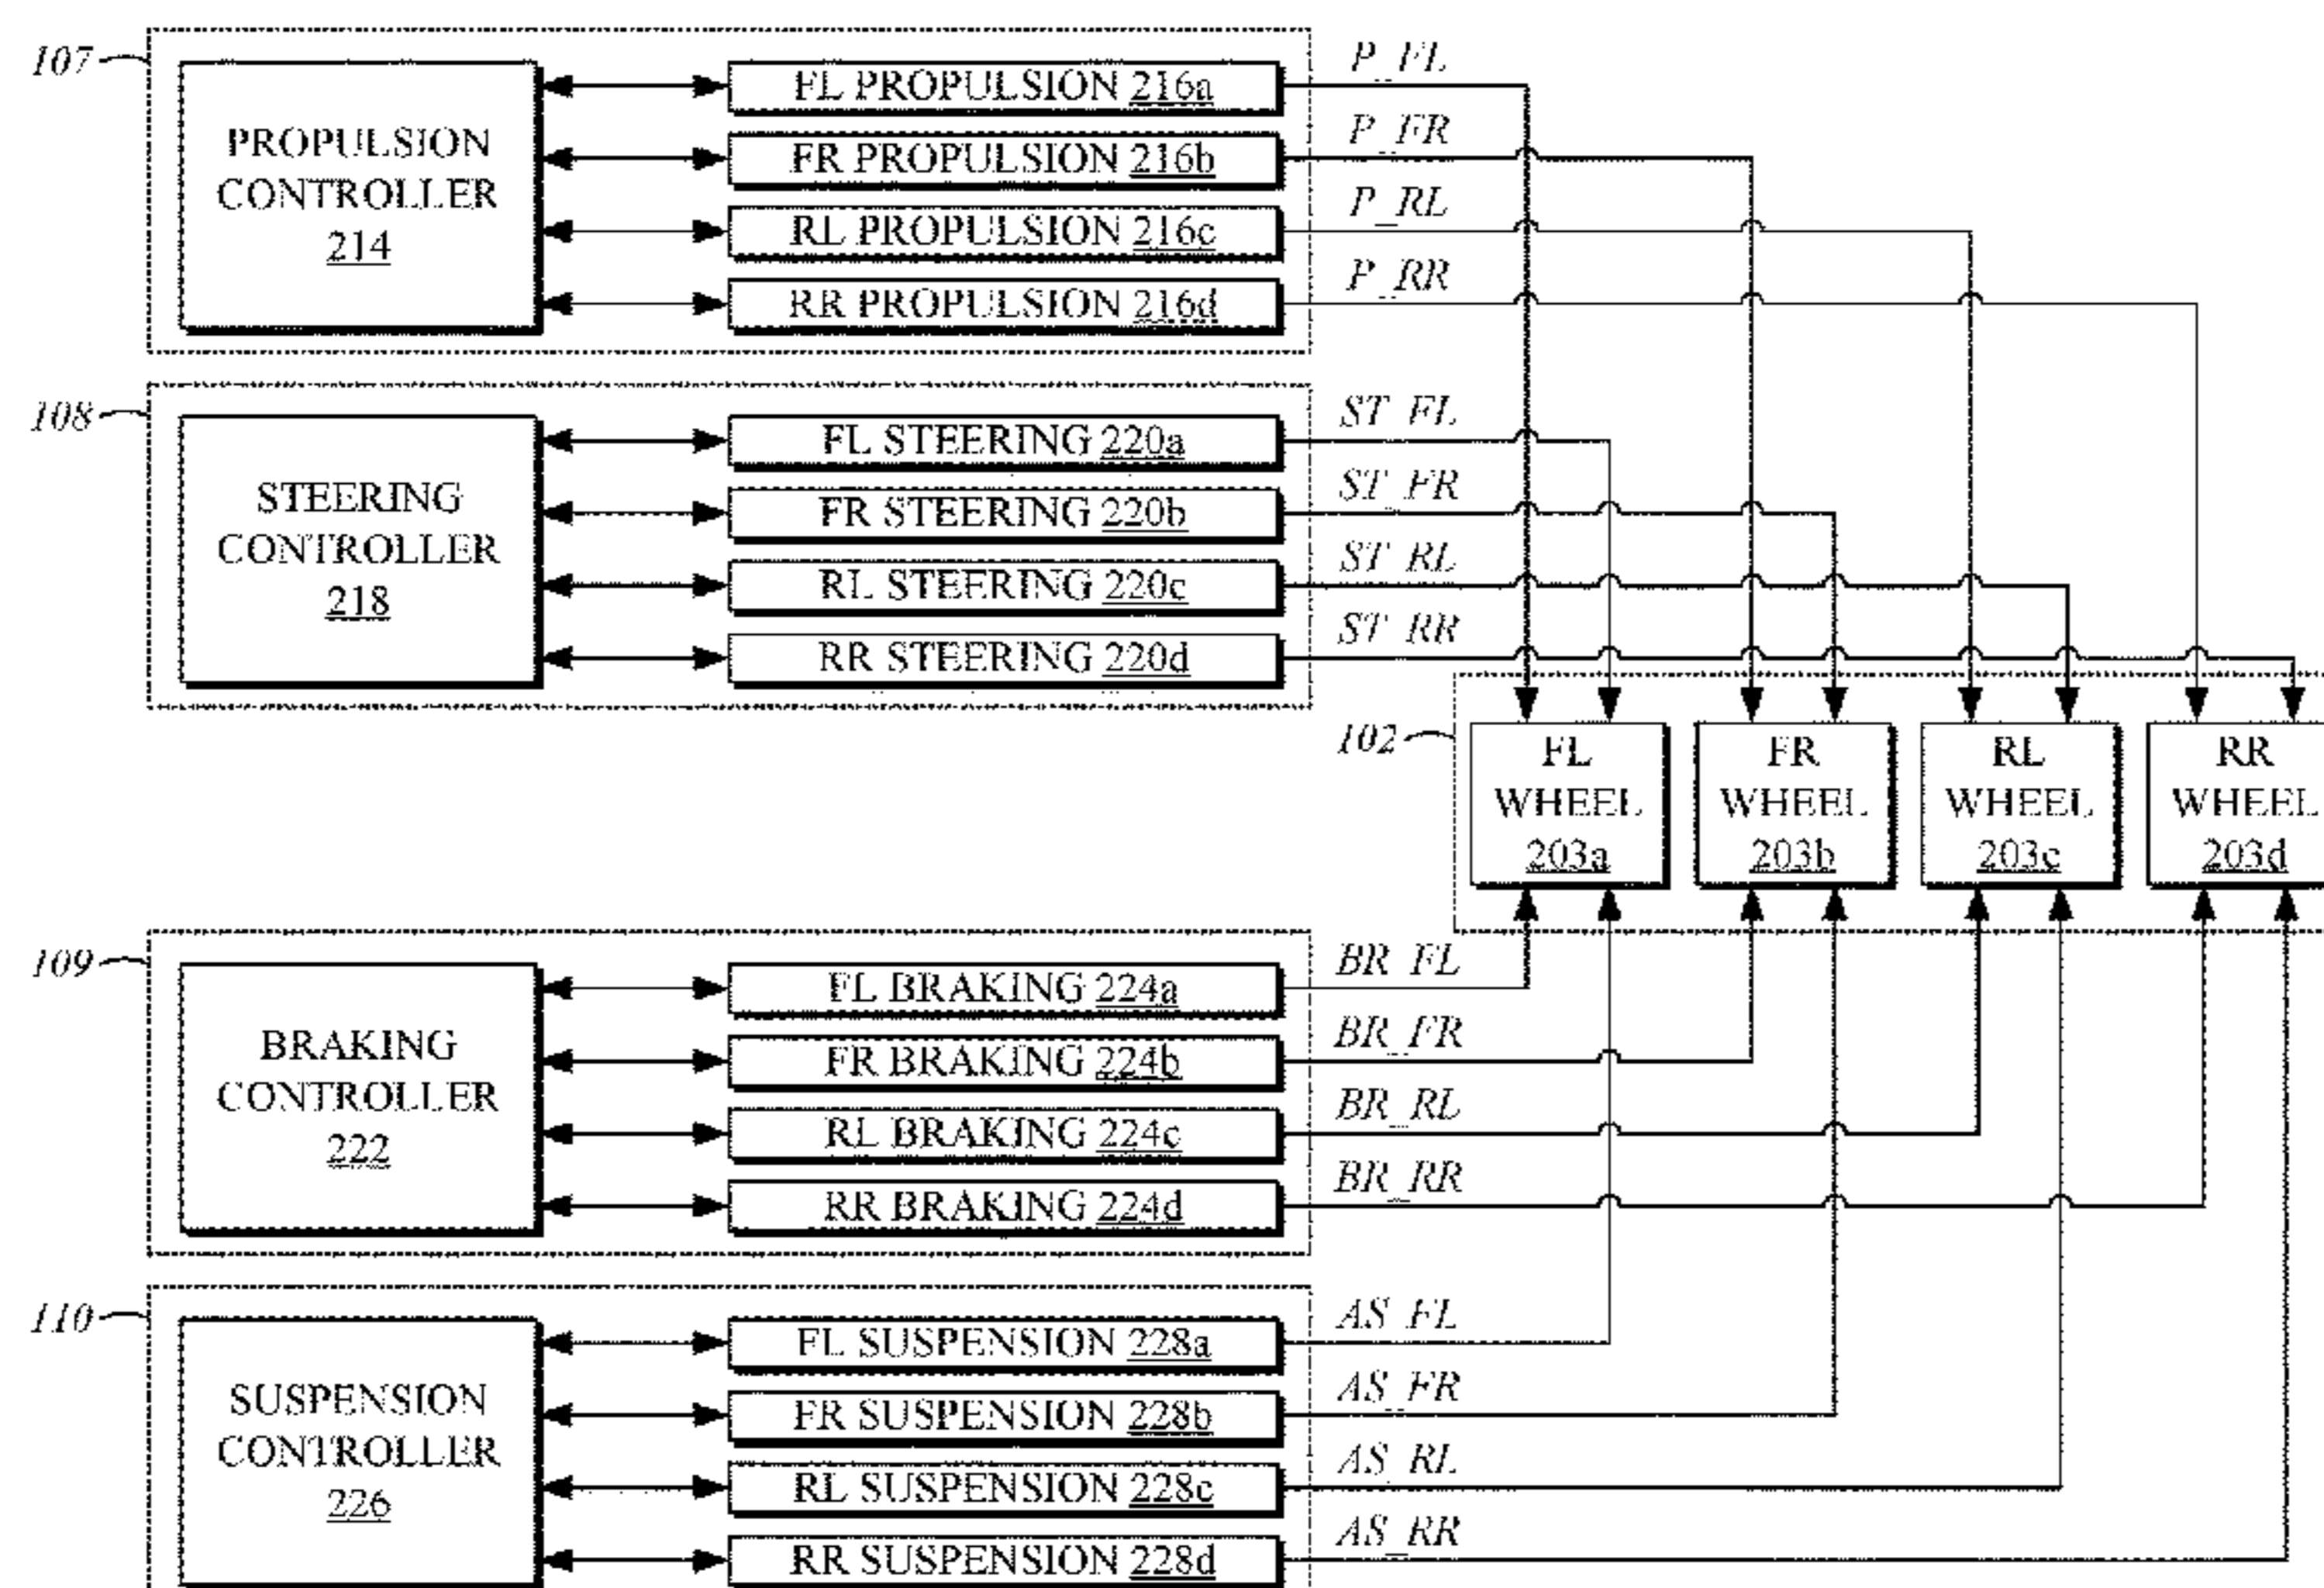 107
PROPULSION
CONTROLLER
214
FL PROPULSION 216a
FR PROPULSION 216b
RL PROPULSION 216c
RR PROPULSION 216d
P_FL
P_FR
P_RL
P_RR
108
STEERING
CONTROLLER
218
FL STEERING 220a
FR STEERING 220b
RL STEERING 220c
RR STEERING 220d
ST_FL
ST_FR
ST_RL
ST_RR
102
FL
WHEEL
203a
FR
WHEEL
203b
RL
WHEEL
203c
RR
WHEEL
203d
109
BRAKING
CONTROLLER
222
FL BRAKING 224a
FR BRAKING 224b
RL BRAKING 224c
RR BRAKING 224d
BR_FL
BR_FR
BR_RL
BR_RR
110
SUSPENSION
CONTROLLER
226
FL SUSPENSION 228a
FR SUSPENSION 228b
RL SUSPENSION 228c
RR SUSPENSION 228d
AS_FL
AS_FR
AS_RL
AS_RR